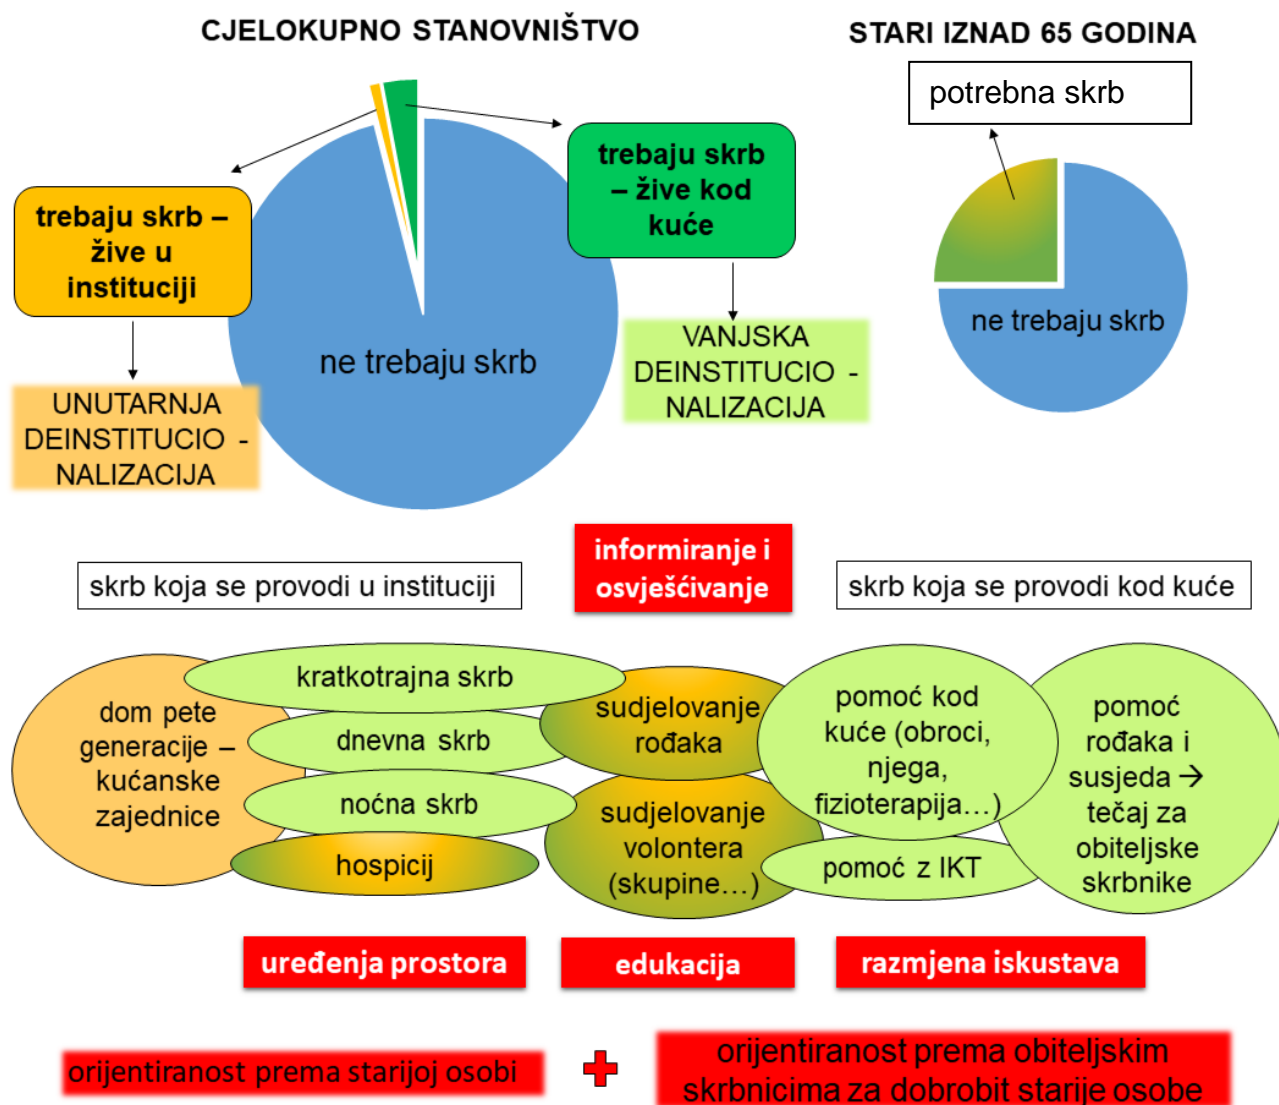 CJELOKUPNO STANOVNIŠTVO
STARI IZNAD 65 GODINA
potrebna skrb
trebaju skrb –
žive u
instituciji
trebaju skrb
– žive kod
kuće
ne trebaju skrb
ne trebaju skrb
UNUTARNJA
DEINSTITUCIO -
NALIZACIJA
VANJSKA
DEINSTITUCIO -
NALIZACIJA
informiranje i
osvješćivanje
skrb koja se provodi u instituciji
skrb koja se provodi kod kuće
dom pete
generacije –
kućanske
zajednice
kratkotrajna skrb
dnevna skrb
noćna skrb
hospicij
sudjelovanje
rođaka
sudjelovanje
volontera
(skupine…)
pomoć kod
kuće (obroci,
njega,
fizioterapija…)
pomoć z IKT
pomoć
rođaka i
susjeda →
tečaj za
obiteljske
skrbnike
uređenja prostora
edukacija
razmjena iskustava
orijentiranost prema starijoj osobi
orijentiranost prema obiteljskim
skrbnicima za dobrobit starije osobe